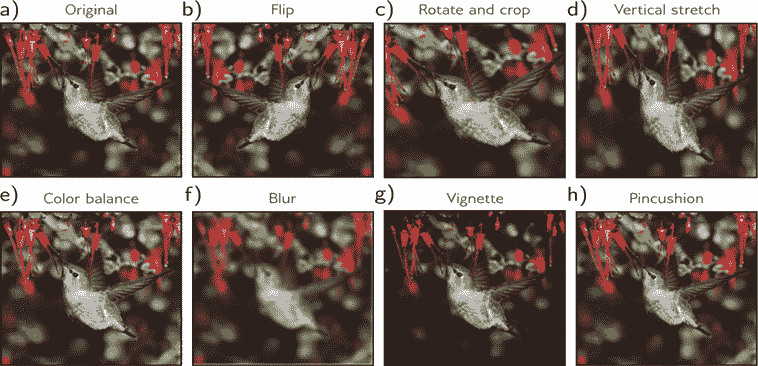 a) Original
b) Flip
c) Rotate and crop
d) Vertical stretch
e) Color balance
f) Blur
g) Vignette
h) Pincushion